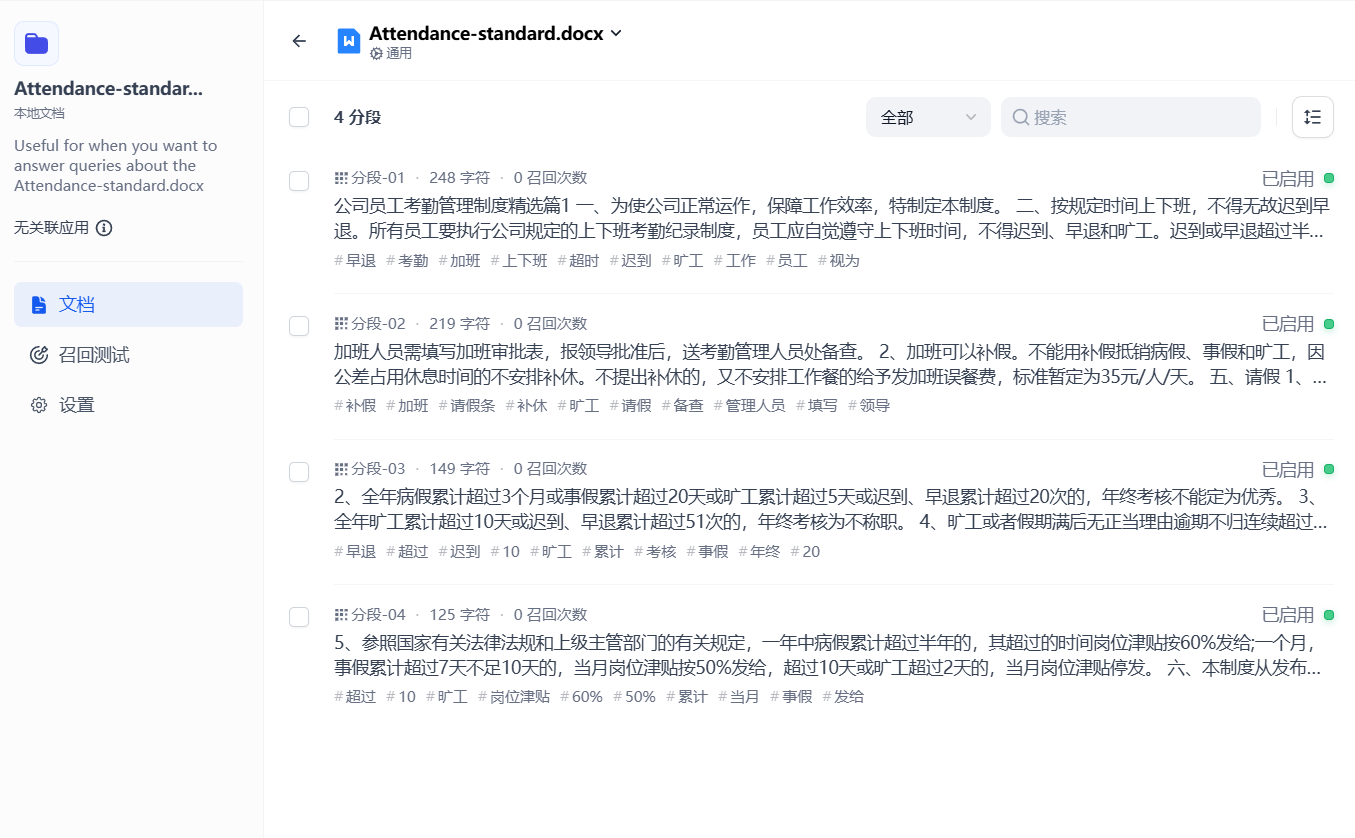 Attendance-standar...
本地文档
Useful for when you want to
answer queries about the
Attendance-standard.docx
无关联应用
文档
召回测试
设置
Attendance-standard.docx
通用
4 分段
全部
搜索
分段-01 · 248 字符 · 0 召回次数
已启用
公司员工考勤管理制度精选篇1 一、为使公司正常运作，保障工作效率，特制定本制度。 二、按规定时间上下班，不得无故迟到早
退。所有员工要执行公司规定的上下班考勤纪录制度，员工应自觉遵守上下班时间，不得迟到、早退和旷工。迟到或早退超过半...
#早退 #考勤 #加班 #上下班 #超时 #迟到 #旷工 #工作 #员工 #视为
分段-02 · 219 字符 · 0 召回次数
已启用
加班人员需填写加班审批表，报领导批准后，送考勤管理人员处备查。 2、加班可以补假。不能用补假抵销病假、事假和旷工，因
公差占用休息时间的不安排补休。不提出补休的，又不安排工作餐的给予发加班误餐费，标准暂定为35元/人/天。 五、请假 1、...
#补假 #加班 #请假条 #补休 #旷工 #请假 #备查 #管理人员 #填写 #领导
分段-03 · 149 字符 · 0 召回次数
已启用
2、全年病假累计超过3个月或事假累计超过20天或旷工累计超过5天或迟到、早退累计超过20次的，年终考核不能定为优秀。 3、
全年旷工累计超过10天或迟到、早退累计超过51次的，年终考核为不称职。 4、旷工或者假期满后无正当理由逾期不归连续超过...
#早退 #超过 #迟到 #10 #旷工 #累计 #考核 #事假 #年终 #20
分段-04 · 125 字符 · 0 召回次数
已启用
5、参照国家有关法律法规和上级主管部门的有关规定，一年中病假累计超过半年的，其超过的时间岗位津贴按60%发给;一个月，
事假累计超过7天不足10天的，当月岗位津贴按50%发给，超过10天或旷工超过2天的，当月岗位津贴停发。 六、本制度从发布...
#超过 #10 #旷工 #岗位津贴 #60% #50% #累计 #当月 #事假 #发给